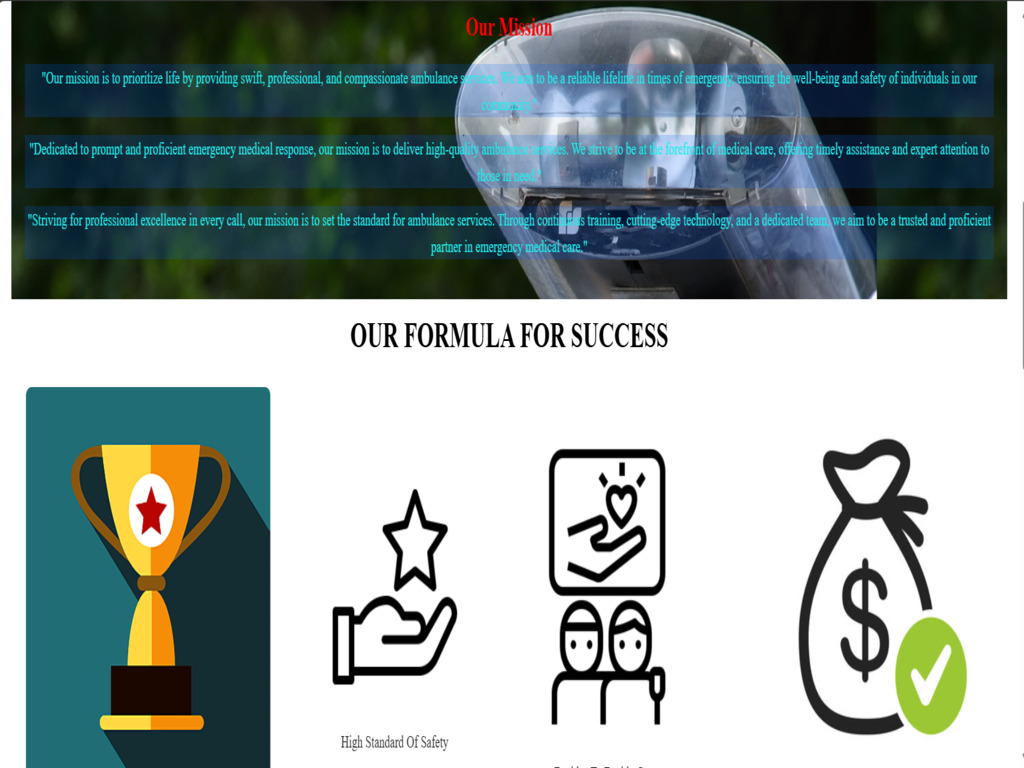 Our Mission
"Our mission is to prioritize life by providing swift, professional, and compassionate ambulance services. We aim to be a reliable lifeline in times of emergency, ensuring the well-being and safety of individuals in our
community."
"Dedicated to prompt and proficient emergency medical response, our mission is to deliver high-quality ambulance services. We strive to be at the forefront of medical care, offering timely assistance and expert attention to
those in need."
"Striving for professional excellence in every call, our mission is to set the standard for ambulance services. Through continuous training, cutting-edge technology, and a dedicated team, we aim to be a trusted and proficient
partner in emergency medical care."
OUR FORMULA FOR SUCCESS
$
High Standard Of Safety